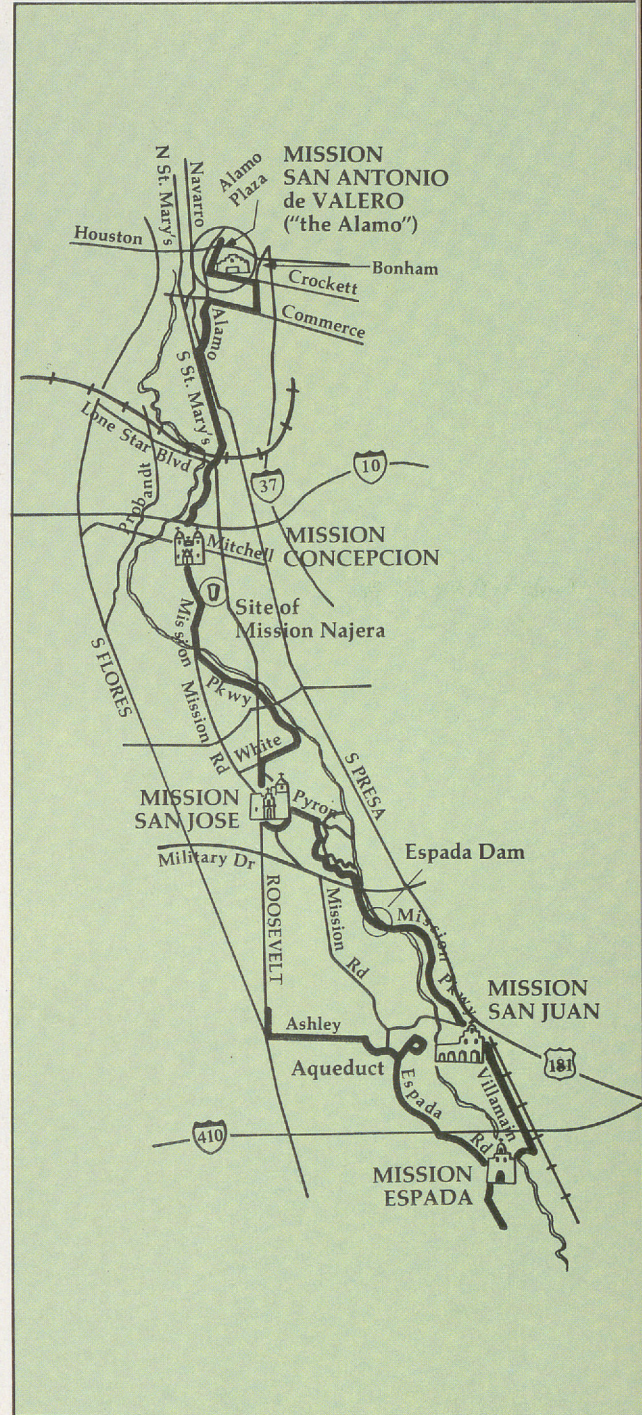 MISSION
SAN ANTONIO
de VALERO
("the Alamo")
N St. Mary's
Navarro
Alamo
Plaza
Houston
Bonham
Crockett
Commerce
Alamo
S St. Mary's
Lone Star Blvd
10
37
Probandt
Mitchell
MISSION
CONCEPCION
Site of
Mission Najera
Mission
Pkwy
Mission
Rd
S FLORES
White
S PRESA
MISSION
SAN JOSE
Pyron
Military Dr
Espada Dam
ROOSEVELT
Mission
Rd
Mission
Pkwy
MISSION
SAN JUAN
Ashley
Aqueduct
181
Espada
Rd
Villamain
410
MISSION
ESPADA